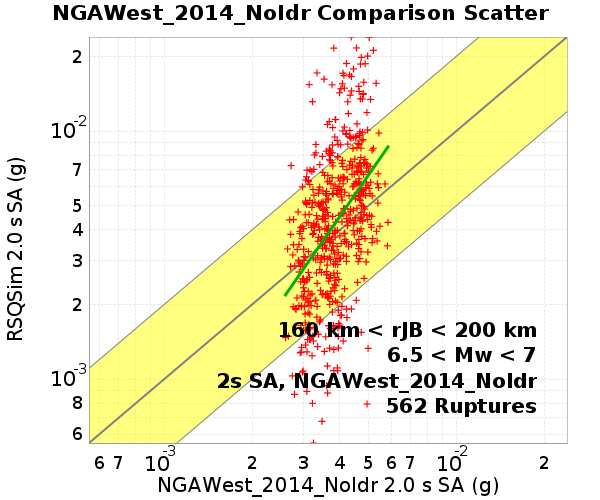 NGAWest_2014_NoIdr Comparison Scatter
2
10-2
7
5
4
3
2
10-3
8
6
RSQSim 2.0 s SA (g)
160 km < rJB < 200 km
6.5 < Mw < 7
2s SA, NGAWest_2014_NoIdr
562 Ruptures
6 7 10-3 2 3 4 5 6 7 10-2 2
NGAWest_2014_NoIdr 2.0 s SA (g)